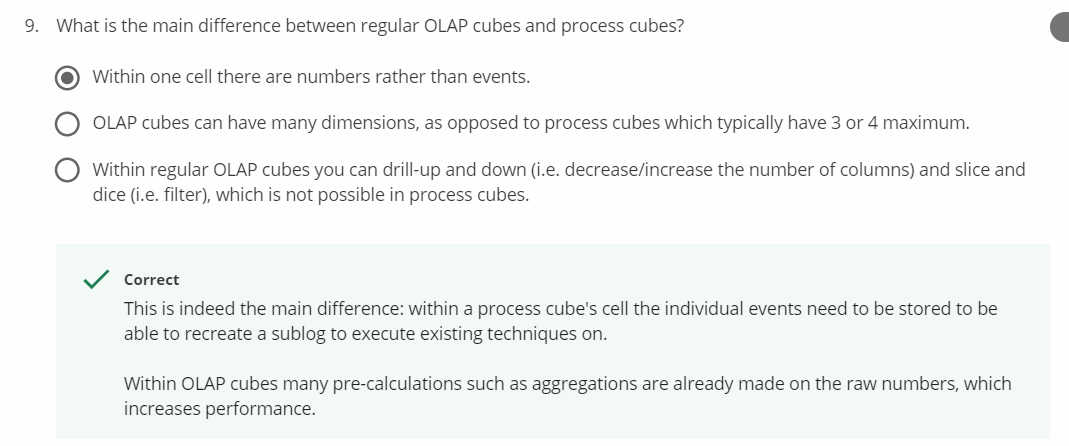 9. What is the main difference between regular OLAP cubes and process cubes?
Within one cell there are numbers rather than events.
OLAP cubes can have many dimensions, as opposed to process cubes which typically have 3 or 4 maximum.
Within regular OLAP cubes you can drill-up and down (i.e. decrease/increase the number of columns) and slice and
dice (i.e. filter), which is not possible in process cubes.
Correct
This is indeed the main difference: within a process cube's cell the individual events need to be stored to be
able to recreate a sublog to execute existing techniques on.
Within OLAP cubes many pre-calculations such as aggregations are already made on the raw numbers, which
increases performance.